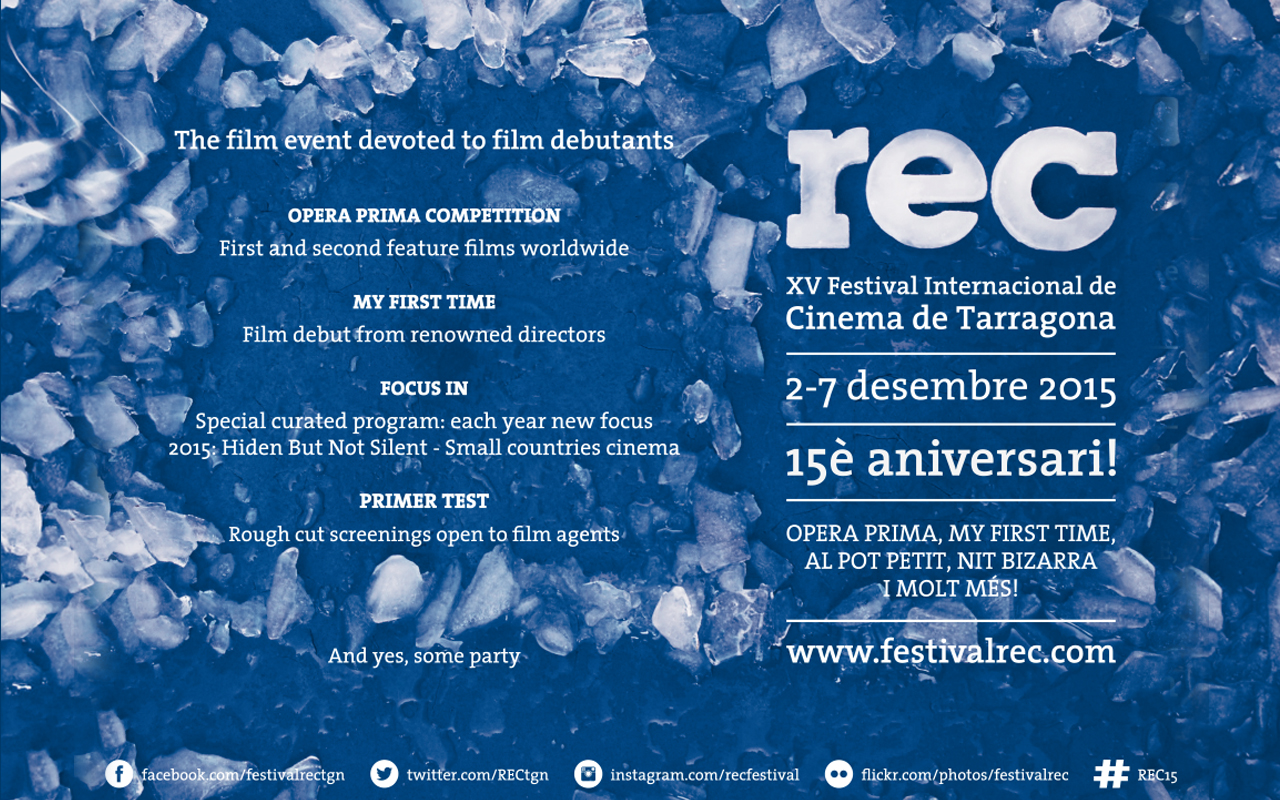 The film event devoted to film debutants
OPERA PRIMA COMPETITION
First and second feature films worldwide
MY FIRST TIME
Film debut from renowned directors
FOCUS IN
Special curated program: each year new focus
2015: Hiden But Not Silent - Small countries cinema
PRIMER TEST
Rough cut screenings open to film agents
And yes, some party
rec
XV Festival Internacional de
Cinema de Tarragona
2-7 desembre 2015
15è aniversari!
OPERA PRIMA, MY FIRST TIME,
AL POT PETIT, NIT BIZARRA
I MOLT MÉS!
www.festivalrec.com
facebook.com/festivalrectgn
twitter.com/RECtgn
instagram.com/recfestival
flickr.com/photos/festivalrec
# REC15